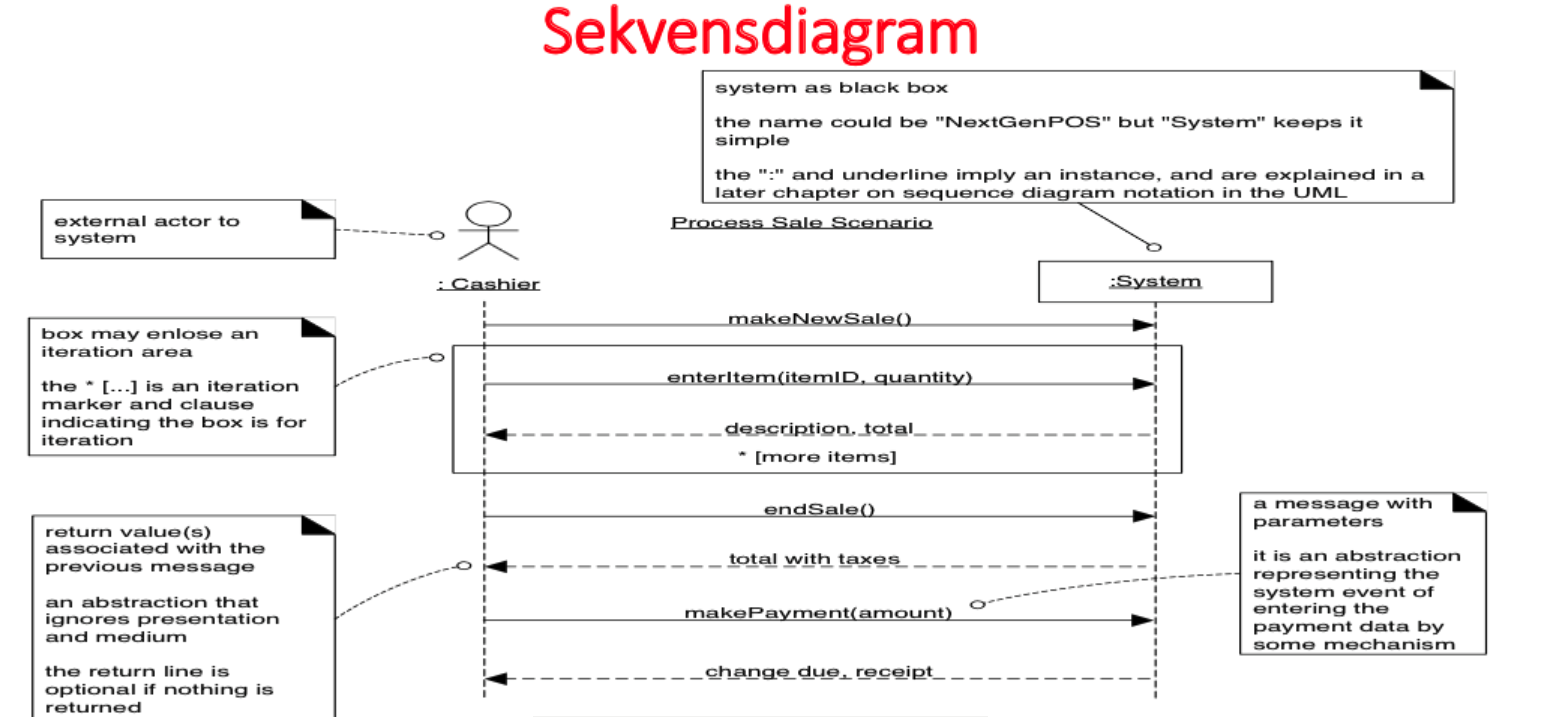 Sekvensdiagram
system as black box
the name could be "NextGenPOS" but "System" keeps it
simple
the ":" and underline imply an instance, and are explained in a
later chapter on sequence diagram notation in the UML
external actor to
system
Process Sale Scenario
: Cashier
:System
makeNewSale()
box may enlose an
iteration area
the * [...] is an iteration
marker and clause
indicating the box is for
iteration
enterItem(itemID, quantity)
description, total
* [more items]
endSale()
a message with
parameters
it is an abstraction
representing the
system event of
entering the
payment data by
some mechanism
return value(s)
associated with the
previous message
an abstraction that
ignores presentation
and medium
the return line is
optional if nothing is
returned
total with taxes
makePayment(amount)
change due, receipt